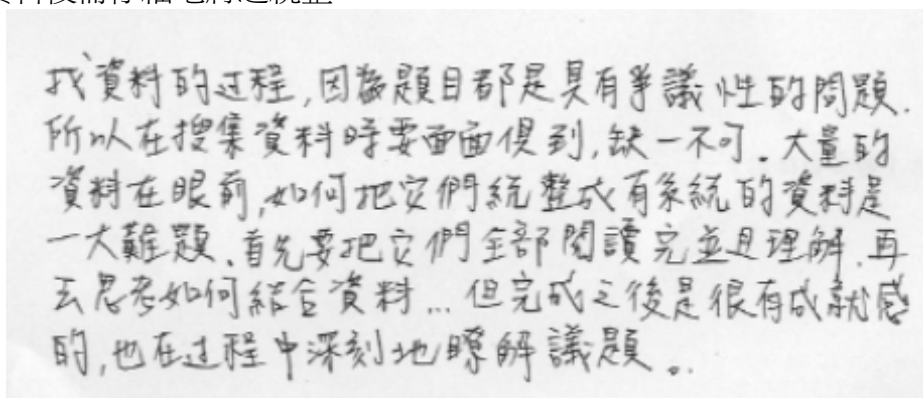 找資料的过程,因為題目都是具有爭議性的問題.
所以在搜集資料時要面面俱到,缺一不可。大量的
資料在眼前,如何把它們統整成有系統的資料是
一大難題、首先要把它們全部閱讀完並且理解.再
去思考如何結合資料...但完成之後是很有成就感
的,也在过程中深刻地瞭解議題。